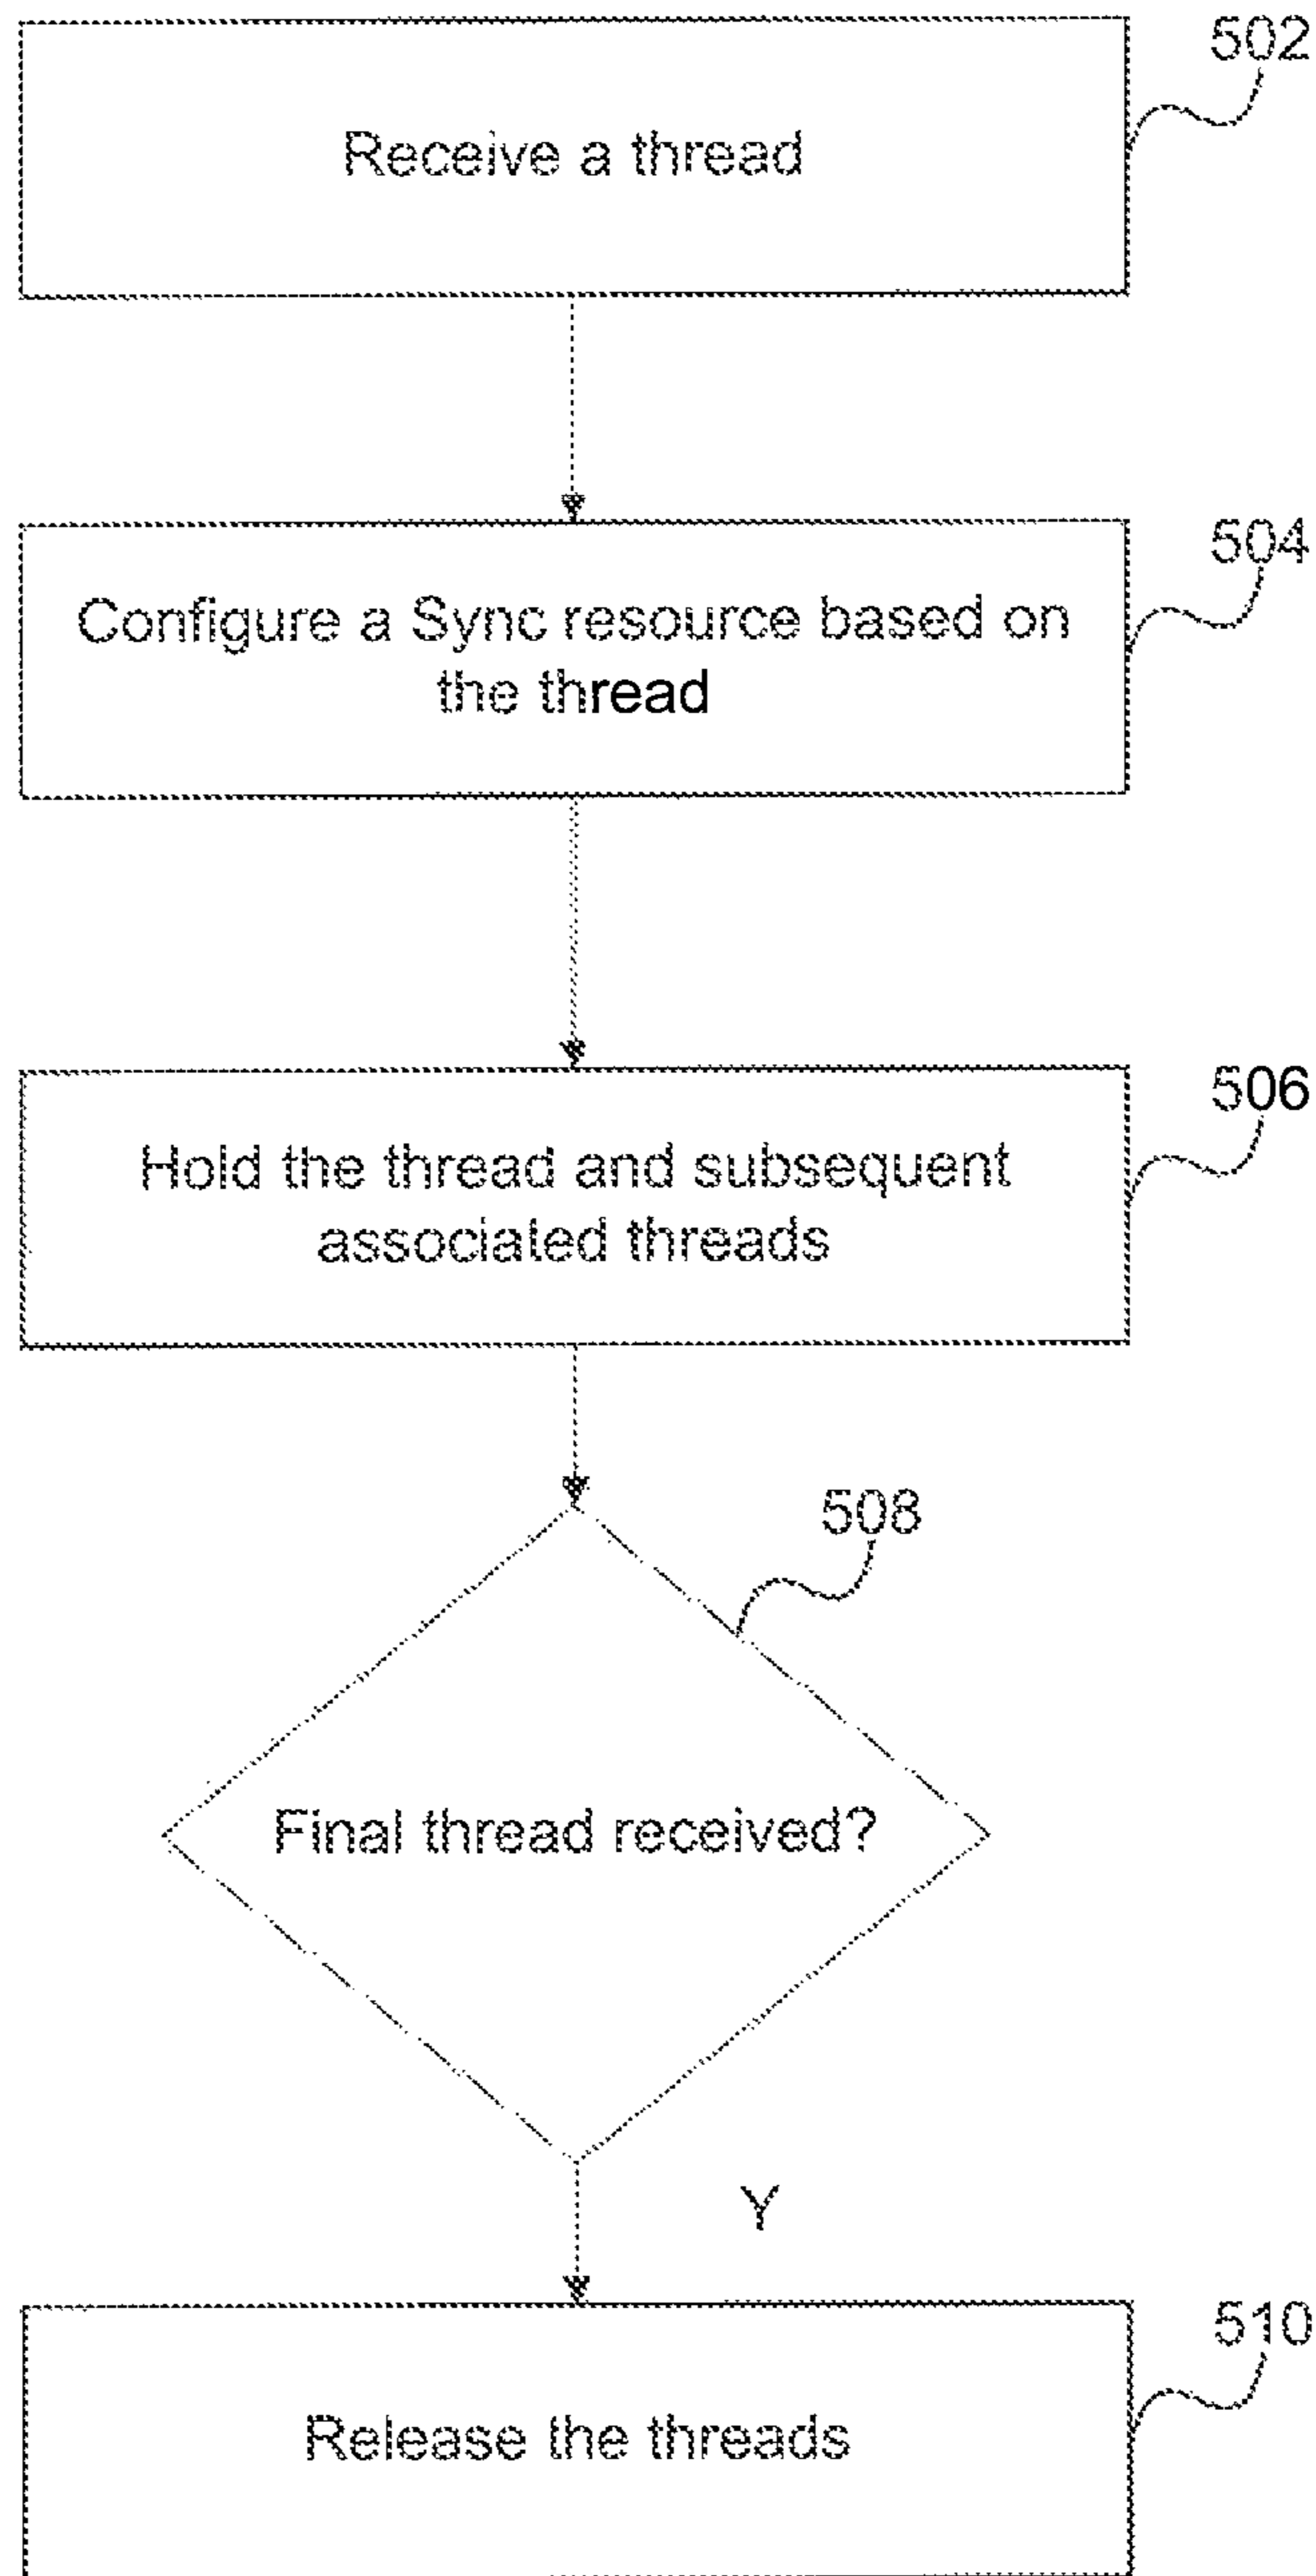 502
Receive a thread
504
Configure a Sync resource based on
the thread
506
Hold the thread and subsequent
associated threads
508
Final thread received?
Y
510
Release the threads